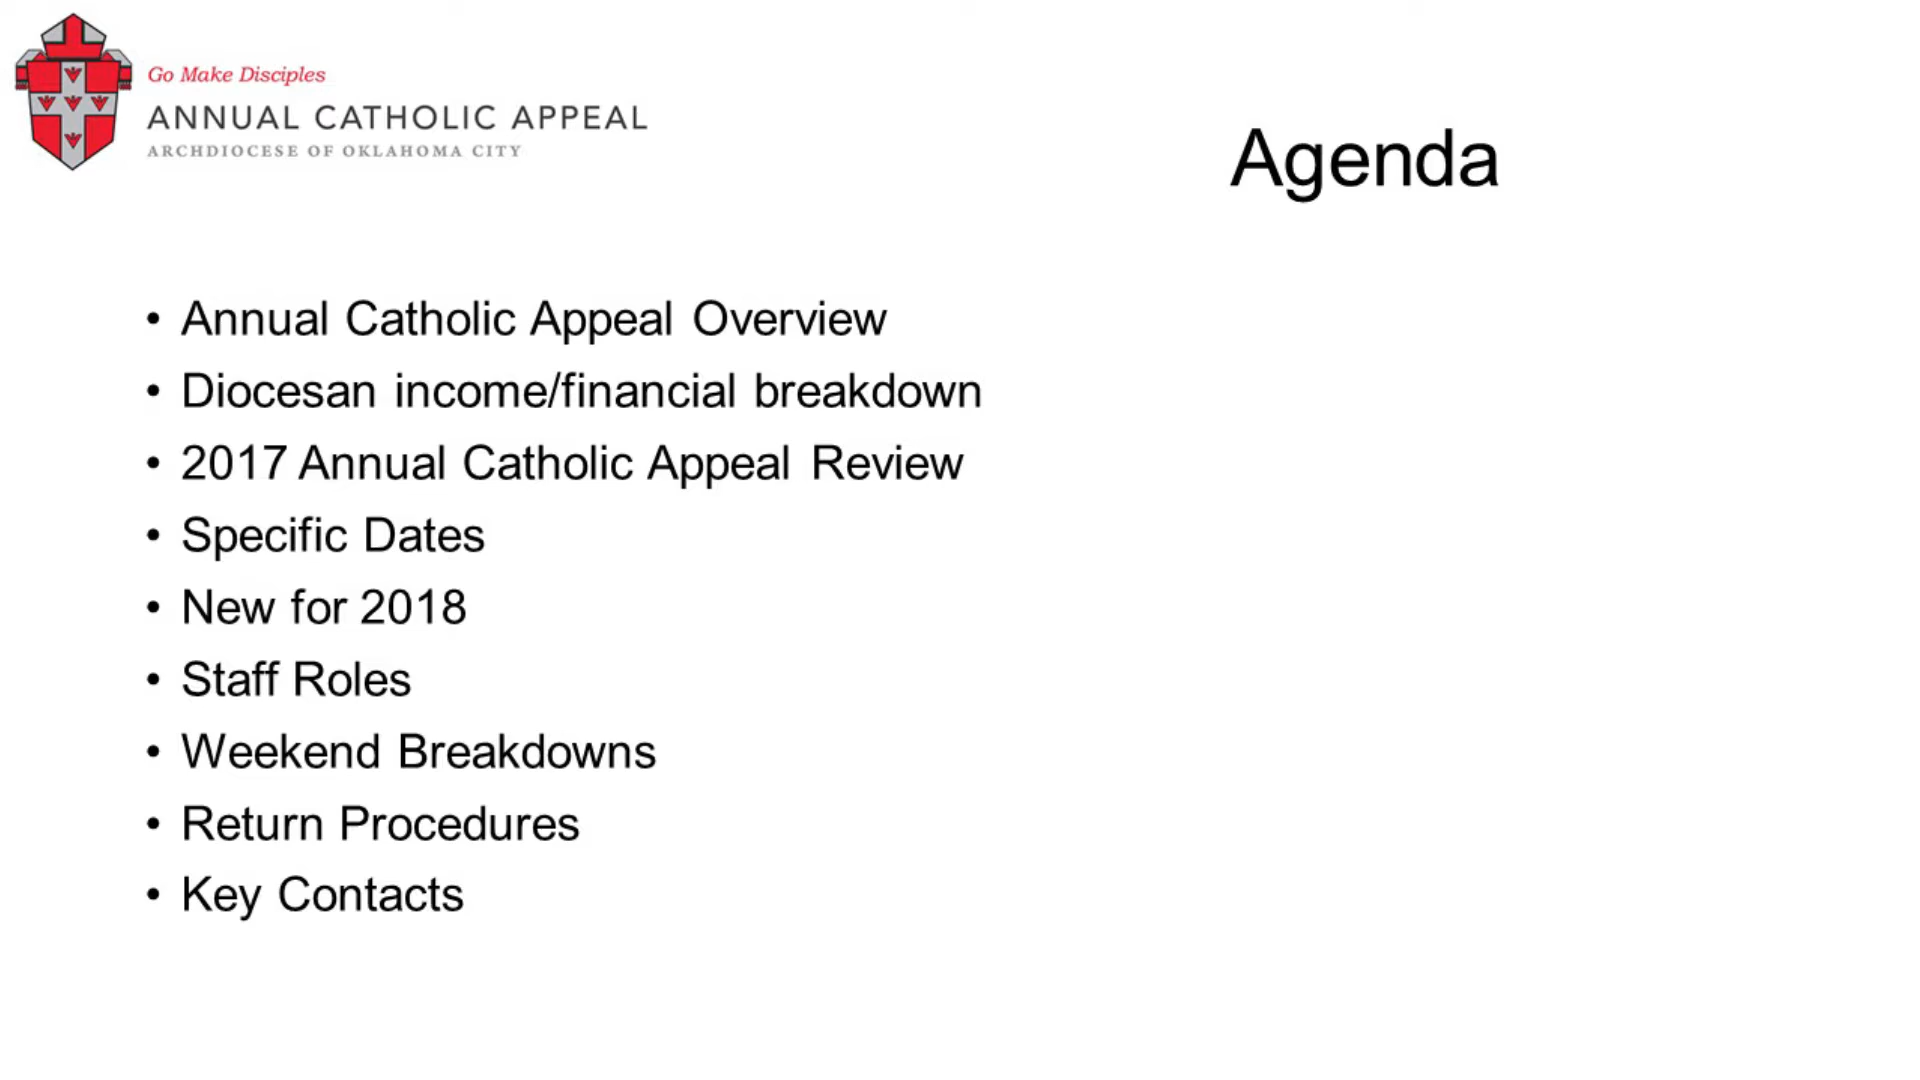 Go Make Disciples
ANNUAL CATHOLIC APPEAL
ARCHDIOCESE OF OKLAHOMA CITY
Agenda
• Annual Catholic Appeal Overview
• Diocesan income/financial breakdown
• 2017 Annual Catholic Appeal Review
• Specific Dates
• New for 2018
• Staff Roles
• Weekend Breakdowns
• Return Procedures
• Key Contacts